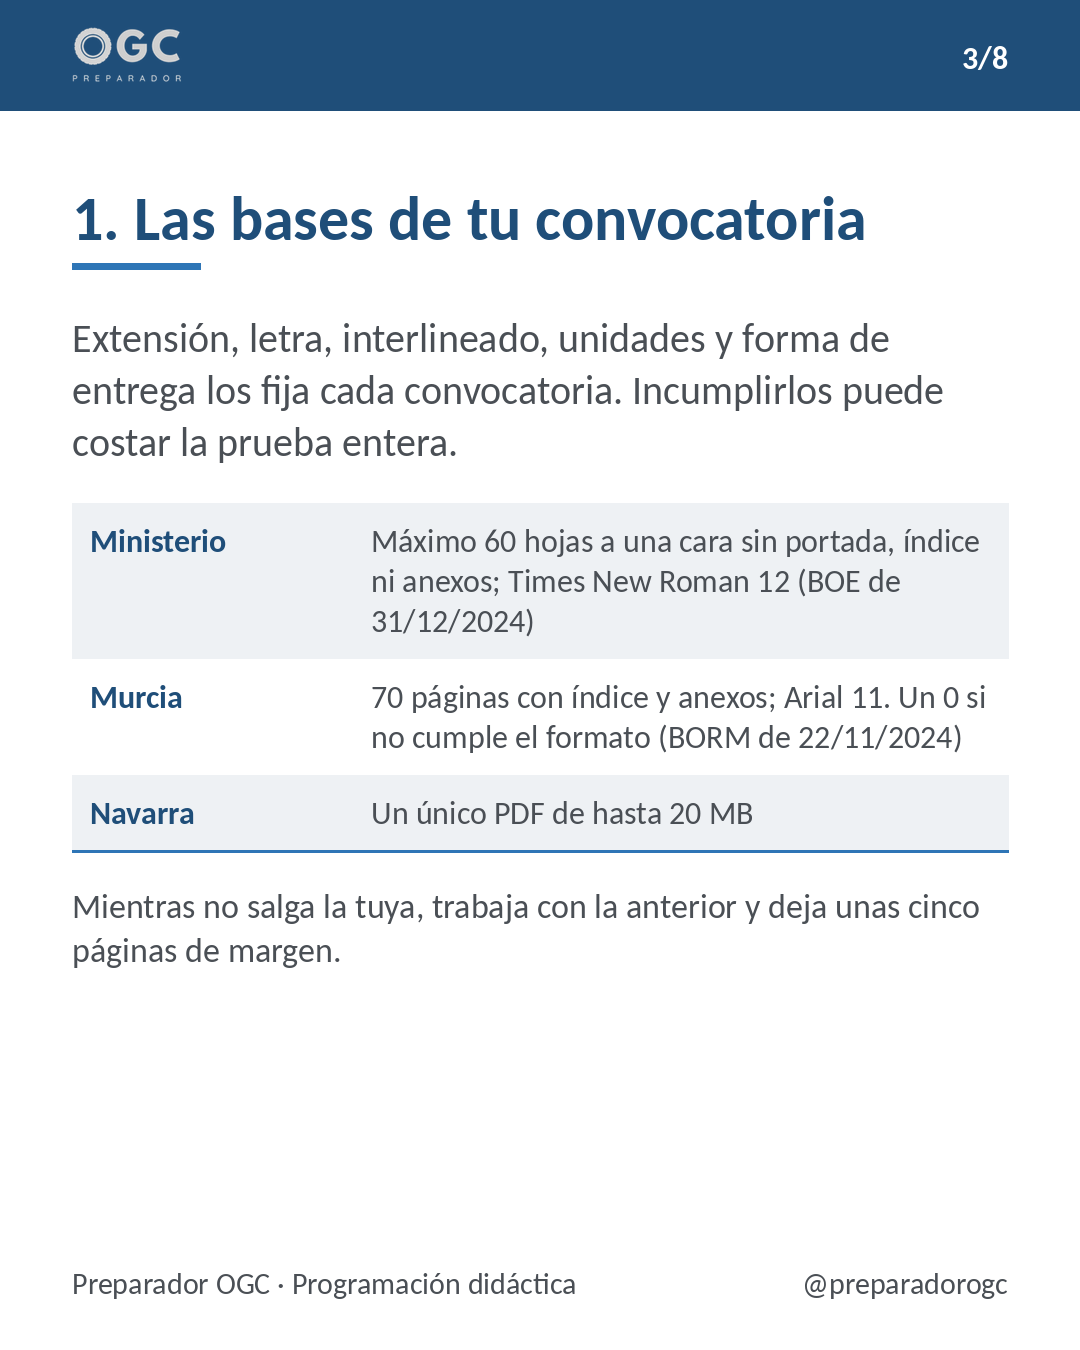 OGC
PREPARADOR
3/8
1. Las bases de tu convocatoria
Extensión, letra, interlineado, unidades y forma de
entrega los fija cada convocatoria. Incumplirlos puede
costar la prueba entera.
Ministerio
Máximo 60 hojas a una cara sin portada, índice
ni anexos; Times New Roman 12 (BOE de
31/12/2024)
Murcia
70 páginas con índice y anexos; Arial 11. Un 0 si
no cumple el formato (BORM de 22/11/2024)
Navarra
Un único PDF de hasta 20 MB
Mientras no salga la tuya, trabaja con la anterior y deja unas cinco
páginas de margen.
Preparador OGC · Programación didáctica
@preparadorogc